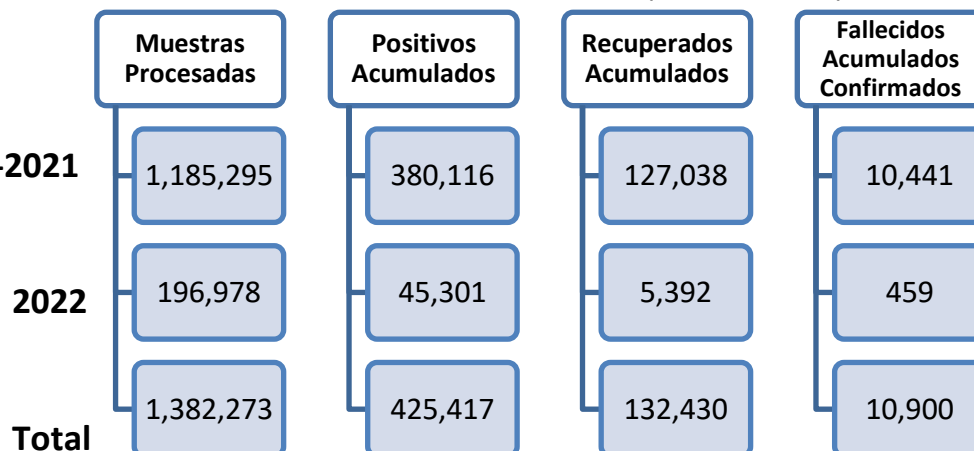 Muestras
Procesadas
Positivos
Acumulados
Recuperados
Acumulados
Fallecidos
Acumulados
Confirmados
-2021
1,185,295
380,116
127,038
10,441
2022
196,978
45,301
5,392
459
Total
1,382,273
425,417
132,430
10,900